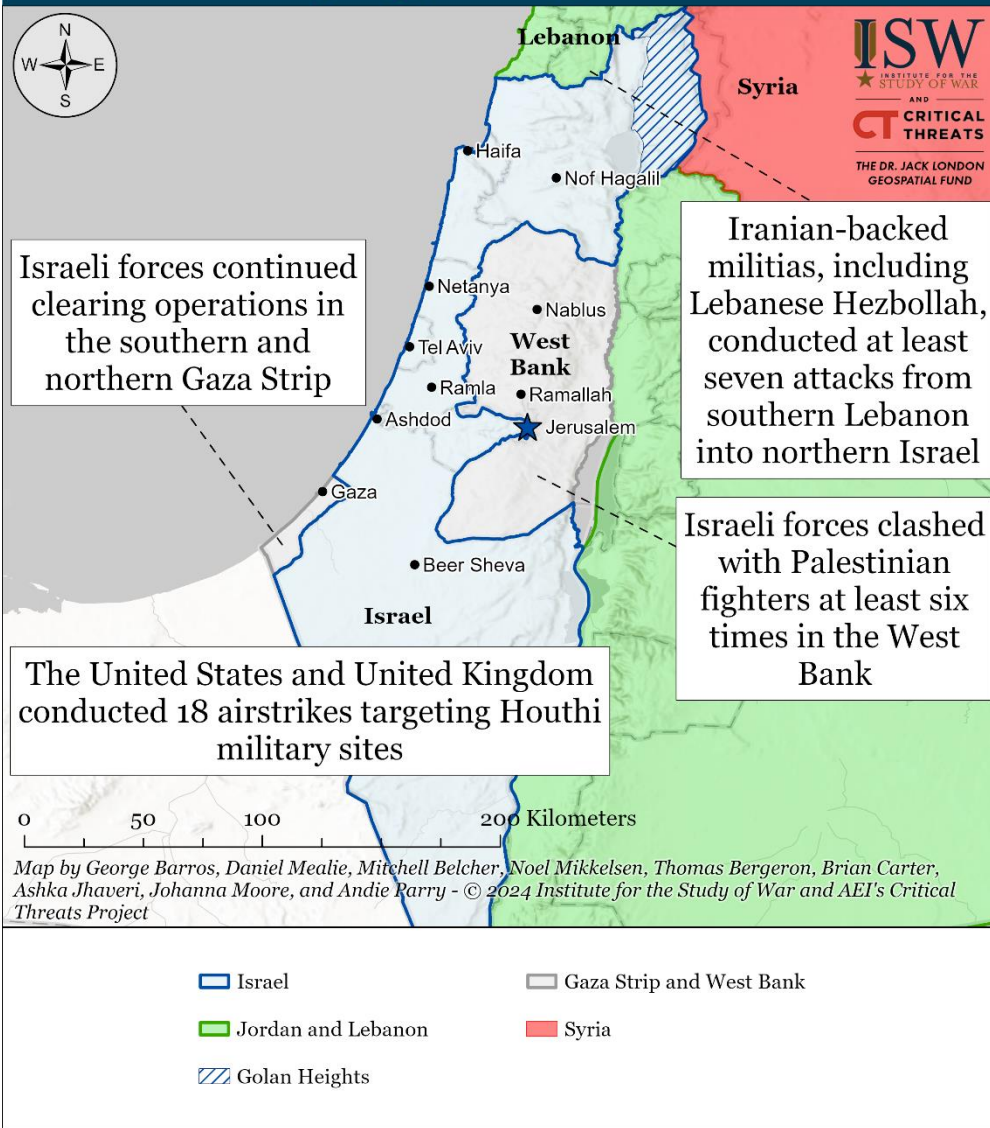 N
W
E
S
Lebanon
Syria
ISW
INSTITUTE FOR THE
STUDY OF WAR
AND
CT CRITICAL
THREATS
THE DR. JACK LONDON
GEOSPATIAL FUND
Haifa
Nof Hagalil
Israeli forces continued
clearing operations in
the southern and
northern Gaza Strip
Iranian-backed
militias, including
Lebanese Hezbollah,
conducted at least
seven attacks from
southern Lebanon
into northern Israel
Netanya
Nablus
West
Bank
Tel Aviv
Ramla
Ramallah
Ashdod
Jerusalem
Gaza
Israeli forces clashed
with Palestinian
fighters at least six
times in the West
Bank
Beer Sheva
Israel
The United States and United Kingdom
conducted 18 airstrikes targeting Houthi
military sites
0 50 100 200 Kilometers
Map by George Barros, Daniel Mealie, Mitchell Belcher, Noel Mikkelsen, Thomas Bergeron, Brian Carter,
Ashka Jhaveri, Johanna Moore, and Andie Parry - © 2024 Institute for the Study of War and AEI's Critical
Threats Project
Israel
Gaza Strip and West Bank
Jordan and Lebanon
Syria
Golan Heights